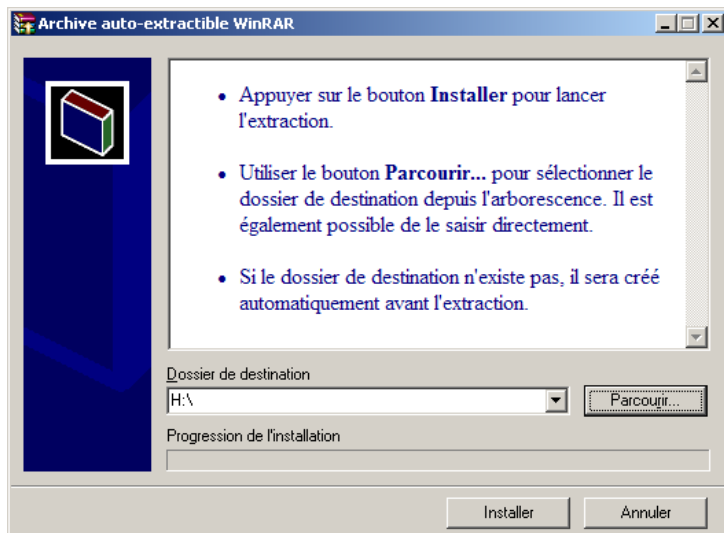 Archive auto-extractible WinRAR
• Appuyer sur le bouton Installer pour lancer
l'extraction.
• Utiliser le bouton Parcourir... pour sélectionner le
dossier de destination depuis l'arborescence. Il est
également possible de le saisir directement.
• Si le dossier de destination n'existe pas, il sera créé
automatiquement avant l'extraction.
Dossier de destination
H:\
Parcourir...
Progression de l'installation
Installer
Annuler